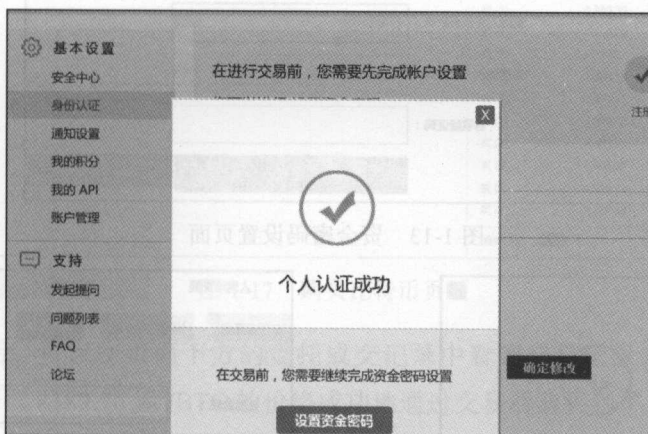 基本设置
安全中心
身份认证
通知设置
我的积分
我的 API
账户管理
支持
发起提问
问题列表
FAQ
论坛
在进行交易前，您需要先完成帐户设置
注册
X
个人认证成功
在交易前，您需要继续完成资金密码设置
设置资金密码
确定修改